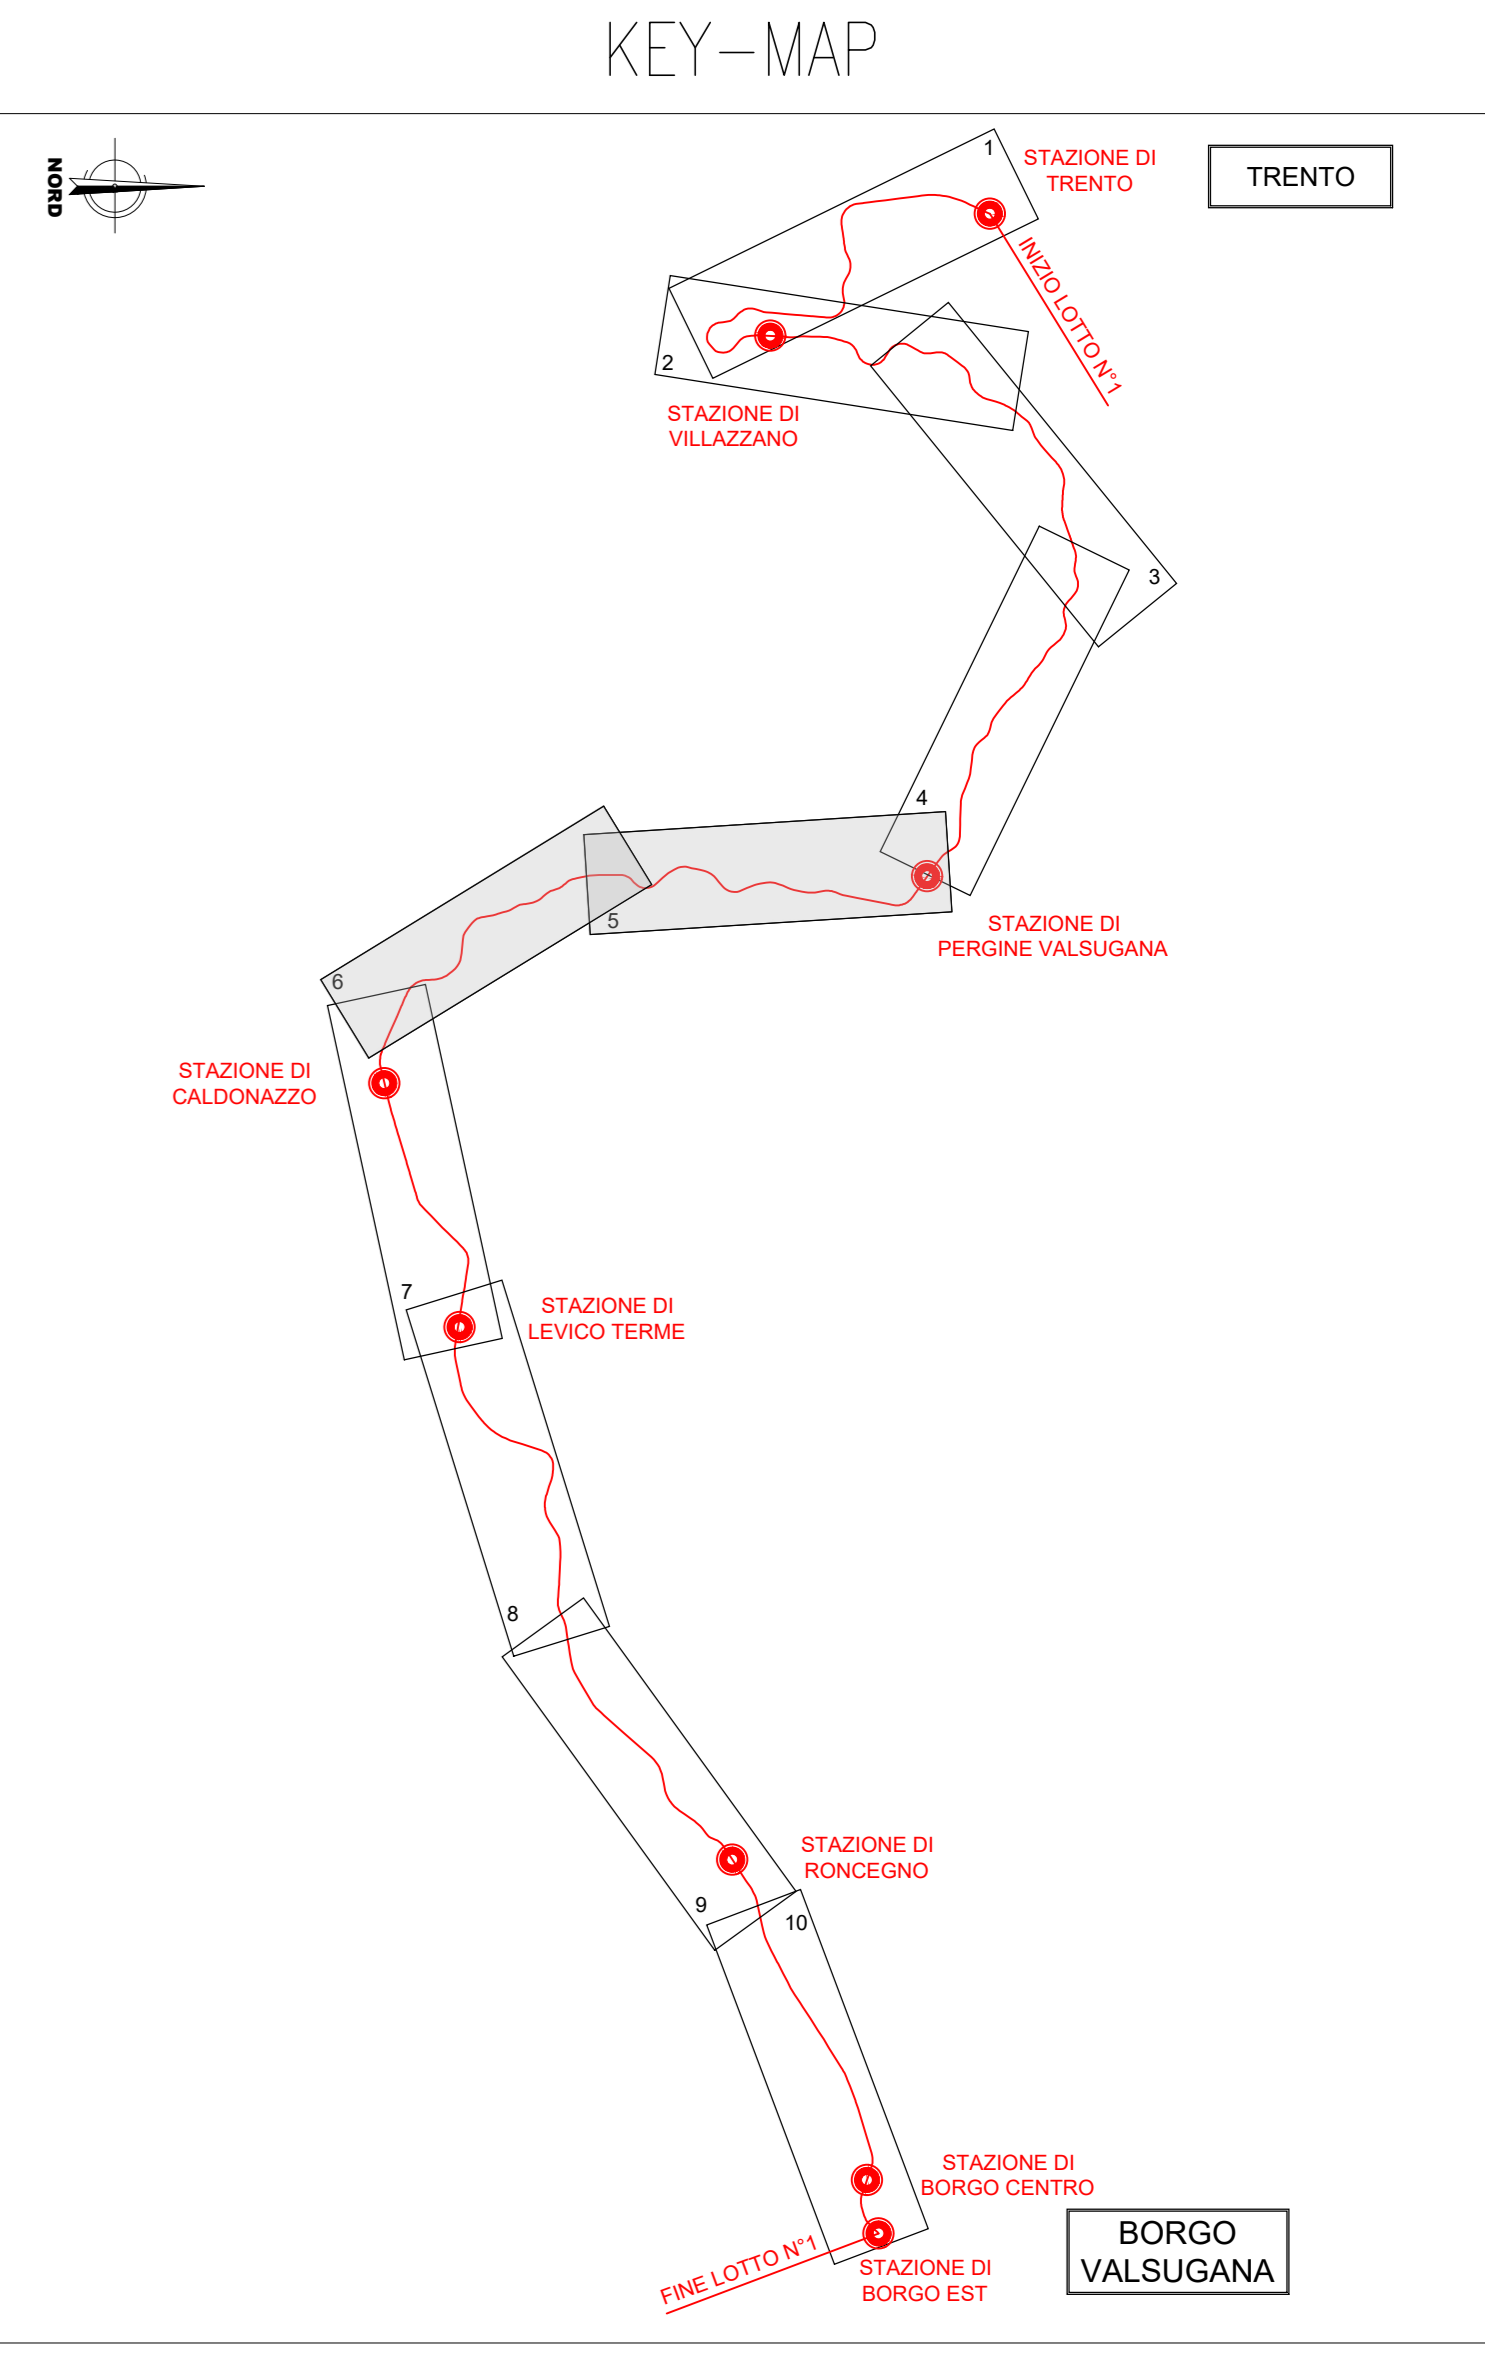 KEY-MAP
NORD
1
STAZIONE DI
TRENTO
TRENTO
INIZIO LOTTO N°1
2
STAZIONE DI
VILLAZZANO
3
4
5
STAZIONE DI
PERGINE VALSUGANA
6
STAZIONE DI
CALDONAZZO
7
STAZIONE DI
LEVICO TERME
8
STAZIONE DI
RONCEGNO
9
10
STAZIONE DI
BORGO CENTRO
BORGO
VALSUGANA
FINE LOTTO N°1
STAZIONE DI
BORGO EST